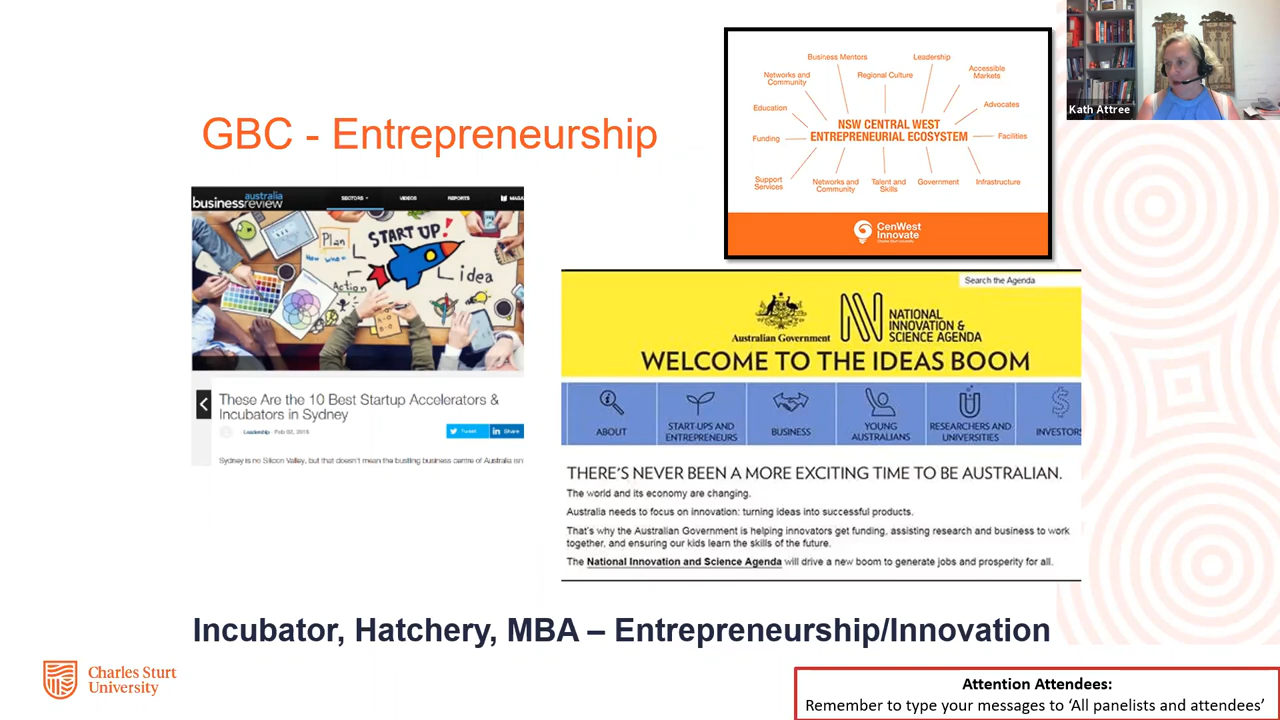 GBC - Entrepreneurship
Business Mentors
Leadership
Networks and
Community
Regional Culture
Accessible
Markets
Education
Advocates
NSW CENTRAL WEST
ENTREPRENEURIAL ECOSYSTEM
Funding
Facilities
Support
Services
Networks and
Community
Talent and
Skills
Government
Infrastructure
CenWest
Innovate
Charles Sturt University
Kath Attree
australia
businessreview
SECTORS
VIDEOS
REPORTS
MAGA
START UP!
Plan
Idea
Action
These Are the 10 Best Startup Accelerators &
Incubators in Sydney
Leadership - Feb 02, 2018
Tweet
Share
Sydney is no Silicon Valley, but that doesn't mean the bustling business centre of Australia isn'
Search the Agenda
Australian Government
NATIONAL
INNOVATION &
SCIENCE AGENDA
WELCOME TO THE IDEAS BOOM
ABOUT
START-UPS AND
ENTREPRENEURS
BUSINESS
YOUNG
AUSTRALIANS
RESEARCHERS AND
UNIVERSITIES
INVESTORS
THERE'S NEVER BEEN A MORE EXCITING TIME TO BE AUSTRALIAN.
The world and its economy are changing.
Australia needs to focus on innovation: turning ideas into successful products.
That's why the Australian Government is helping innovators get funding, assisting research and business to work
together, and ensuring our kids learn the skills of the future.
The National Innovation and Science Agenda will drive a new boom to generate jobs and prosperity for all.
Incubator, Hatchery, MBA – Entrepreneurship/Innovation
Charles Sturt
University
Attention Attendees:
Remember to type your messages to ‘All panelists and attendees’